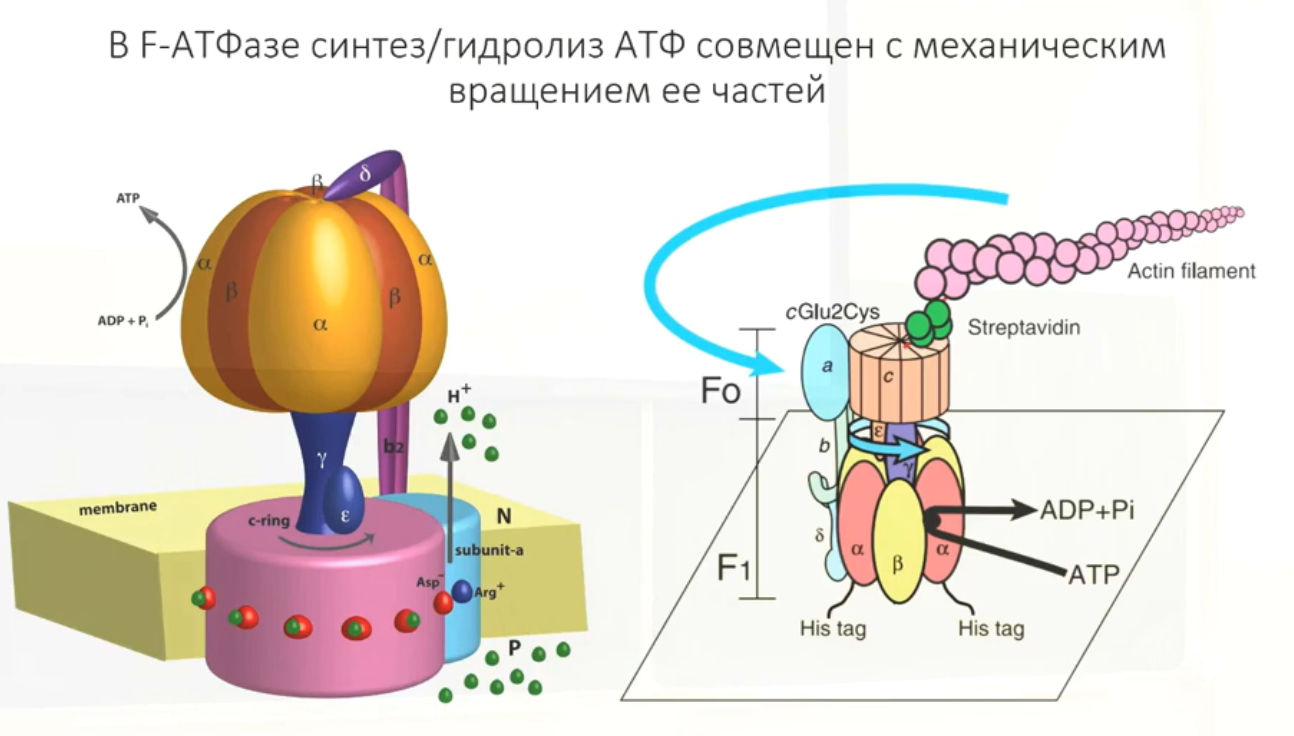 В F-АТФазе синтез/гидролиз АТФ совмещен с механическим
вращением ее частей
ATP
ADP + Pi
β
δ
α
β
α
β
α
γ
ε
b2
H⁺
membrane
c-ring
N
subunit-a
Asp⁻
Arg⁺
P
Actin filament
Streptavidin
cGlu2Cys
a
c
Fo
b
ε
γ
δ
F1
α
β
α
ADP+Pi
ATP
His tag
His tag